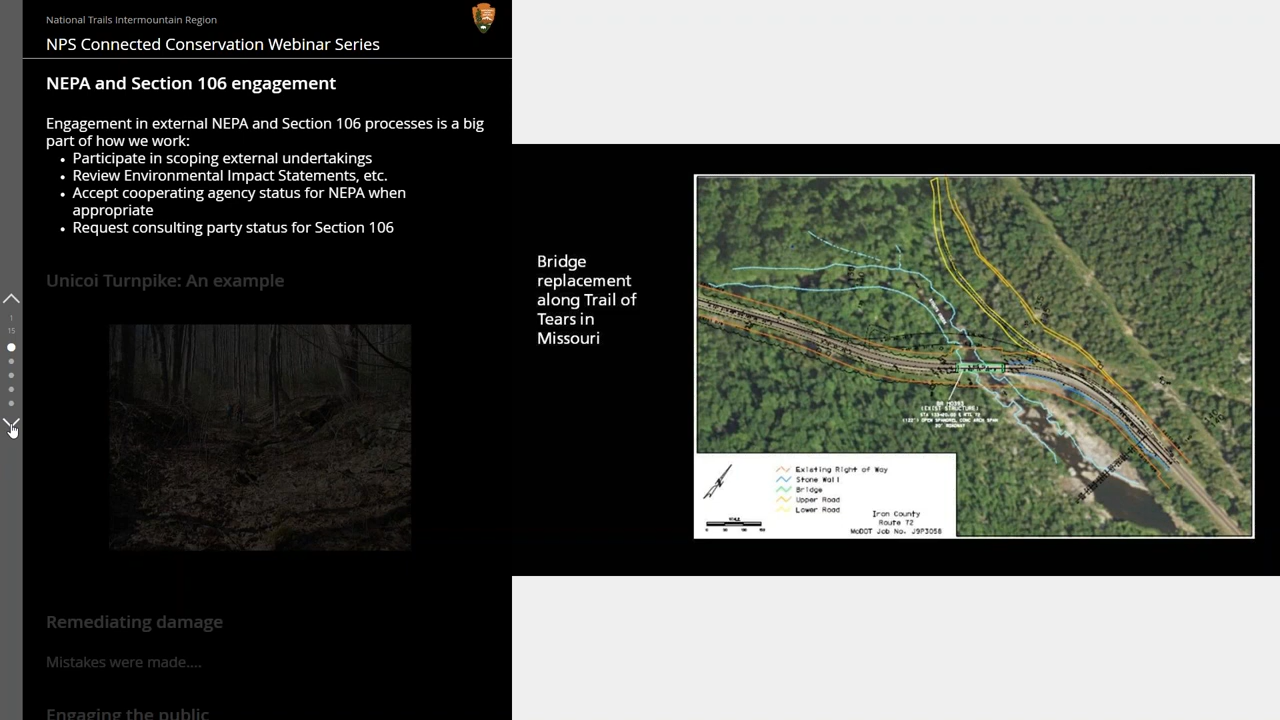 National Trails Intermountain Region
NPS Connected Conservation Webinar Series
NEPA and Section 106 engagement
Engagement in external NEPA and Section 106 processes is a big
part of how we work:
• Participate in scoping external undertakings
• Review Environmental Impact Statements, etc.
• Accept cooperating agency status for NEPA when
appropriate
• Request consulting party status for Section 106
Unicoi Turnpike: An example
Remediating damage
Mistakes were made....
Engaging the public
1
15
Bridge
replacement
along Trail of
Tears in
Missouri
(EXIST STRUCTURE)
Existing Right of Way
Stone Wall
Bridge
Upper Road
Lower Road
Iron County
Route 72
MoDOT Job No. J9P3058